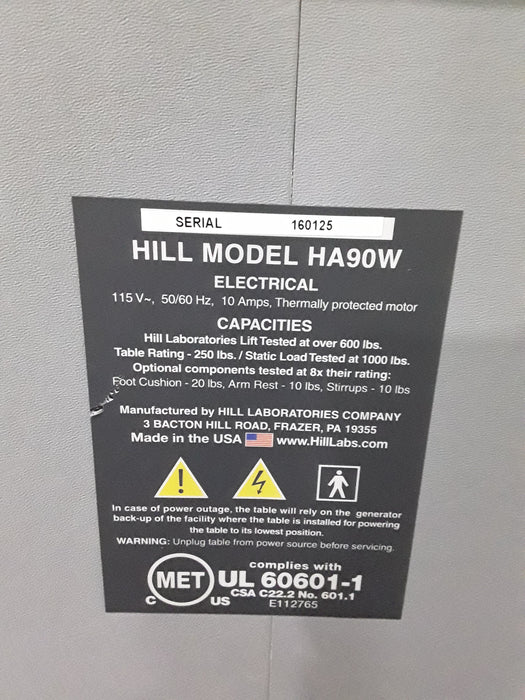 SERIAL 160125
HILL MODEL HA90W
ELECTRICAL
115 V~, 50/60 Hz, 10 Amps, Thermally protected motor
CAPACITIES
Hill Laboratories Lift Tested at over 600 lbs.
Table Rating - 250 lbs. / Static Load Tested at 1000 lbs.
Optional components tested at 8x their rating:
Foot Cushion - 20 lbs, Arm Rest - 10 lbs, Stirrups - 10 lbs
Manufactured by HILL LABORATORIES COMPANY
3 BACTON HILL ROAD, FRAZER, PA 19355
Made in the USA www.HillLabs.com
In case of power outage, the table will rely on the generator
back-up of the facility where the table is installed for powering
the table to its lowest position.
WARNING: Unplug table from power source before servicing.
complies with
MET UL 60601-1
C US CSA C22.2 No. 601.1
E112765